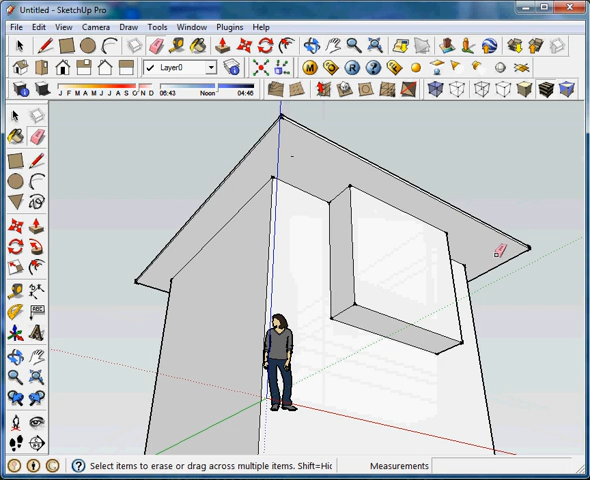 Untitled - SketchUp Pro
File Edit View Camera Draw Tools Window Plugins Help
Layer0
J F M A M J J A S O N D 06:43 Noon 04:46
Select items to erase or drag across multiple items. Shift=Hic Measurements